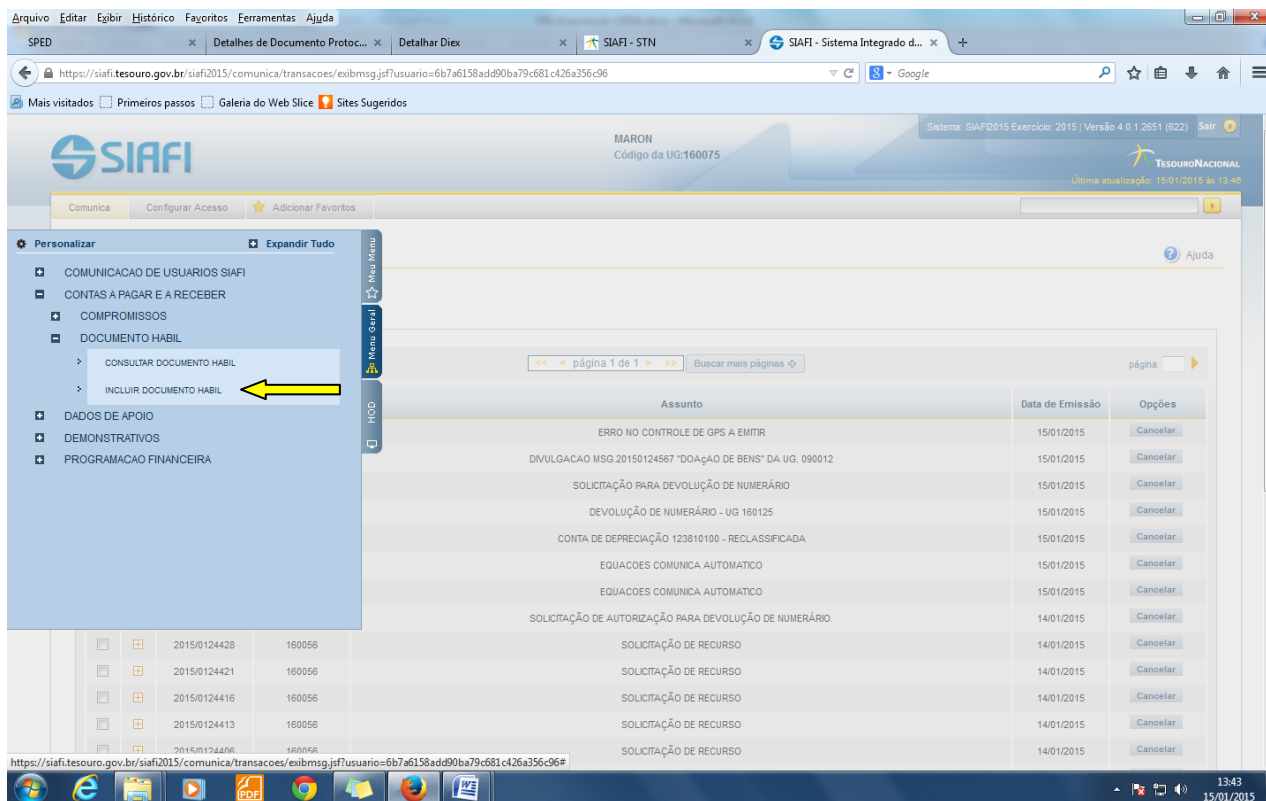 Arquivo Editar Exibir Histórico Favoritos Ferramentas Ajuda
SPED × Detalhes de Documento Protoc... × Detalhar Diex × SIAFI - STN × SIAFI - Sistema Integrado d... × +
https://siafi.tesouro.gov.br/siafi2015/comunica/transacoes/exibmsg.jsf?usuario=6b7a6158add90ba79c681c426a356c96 Google
Mais visitados Primeiros passos Galeria do Web Slice Sites Sugeridos
Sistema: SIAFI2015 Exercício: 2015 | Versão 4.0.1.2651 (622) Sair
SIAFI
MARON
Código da UG:160075
TESOURONACIONAL
Última atualização: 15/01/2015 às 13:46
Comunica Configurar Acesso Adicionar Favoritos
Personalizar Expandir Tudo
Meu Menu
Menu Geral
HOD
Ajuda
COMUNICACAO DE USUARIOS SIAFI
CONTAS A PAGAR E A RECEBER
COMPROMISSOS
DOCUMENTO HABIL
CONSULTAR DOCUMENTO HABIL
INCLUIR DOCUMENTO HABIL
DADOS DE APOIO
DEMONSTRATIVOS
PROGRAMACAO FINANCEIRA
página 1 de 1 Buscar mais páginas página
Assunto Data de Emissão Opções
ERRO NO CONTROLE DE GPS A EMITIR 15/01/2015 Cancelar
DIVULGACAO MSG.20150124567 "DOAçAO DE BENS" DA UG. 090012 15/01/2015 Cancelar
SOLICITAÇÃO PARA DEVOLUÇÃO DE NUMERÁRIO 15/01/2015 Cancelar
DEVOLUÇÃO DE NUMERÁRIO - UG 160125 15/01/2015 Cancelar
CONTA DE DEPRECIAÇÃO 123810100 - RECLASSIFICADA 15/01/2015 Cancelar
EQUACOES COMUNICA AUTOMATICO 15/01/2015 Cancelar
EQUACOES COMUNICA AUTOMATICO 15/01/2015 Cancelar
SOLICITAÇÃO DE AUTORIZAÇÃO PARA DEVOLUÇÃO DE NUMERÁRIO. 14/01/2015 Cancelar
2015/0124428 160056 SOLICITAÇÃO DE RECURSO 14/01/2015 Cancelar
2015/0124421 160056 SOLICITAÇÃO DE RECURSO 14/01/2015 Cancelar
2015/0124416 160056 SOLICITAÇÃO DE RECURSO 14/01/2015 Cancelar
2015/0124413 160056 SOLICITAÇÃO DE RECURSO 14/01/2015 Cancelar
2015/0124406 160056 SOLICITAÇÃO DE RECURSO 14/01/2015 Cancelar
https://siafi.tesouro.gov.br/siafi2015/comunica/transacoes/exibmsg.jsf?usuario=6b7a6158add90ba79c681c426a356c96#
PDF
13:43
15/01/2015